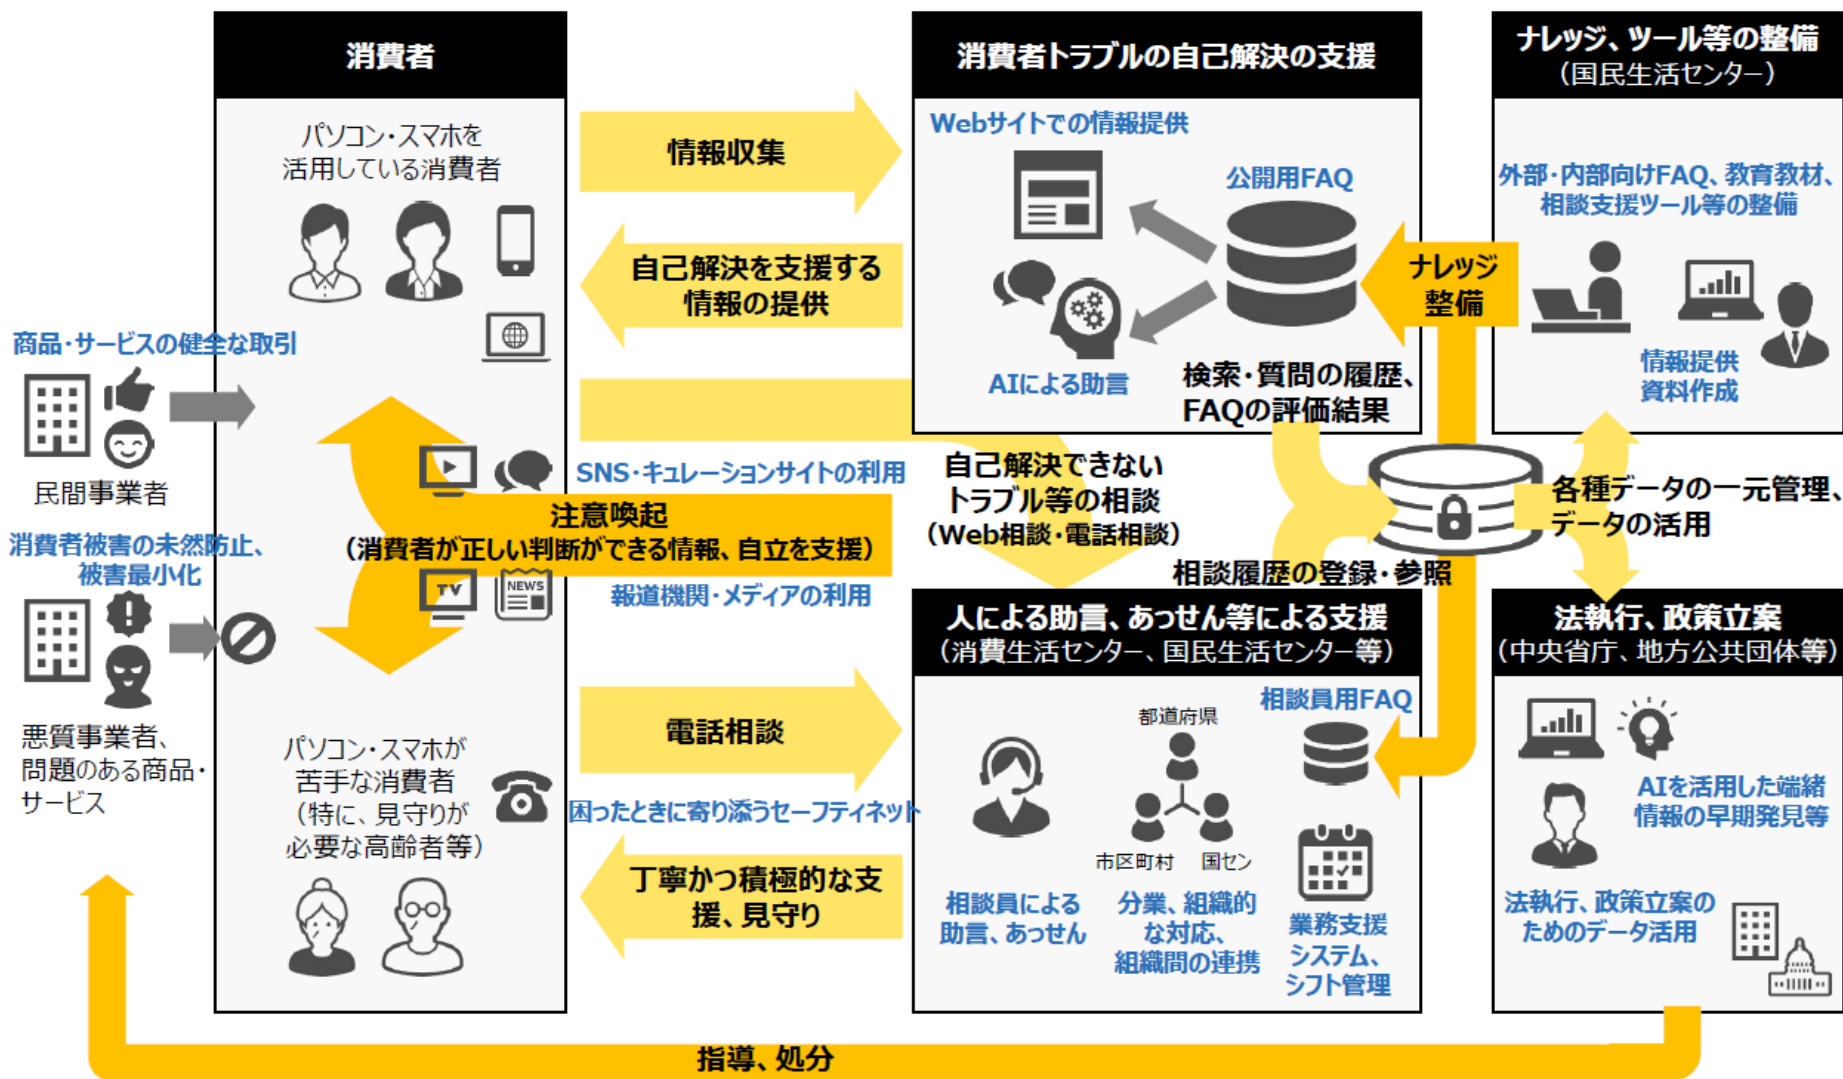 消費者
パソコン・スマホを
活用している消費者
商品・サービスの健全な取引
民間事業者
消費者被害の未然防止、
被害最小化
悪質事業者、
問題のある商品・
サービス
パソコン・スマホが
苦手な消費者
（特に、見守りが
必要な高齢者等）
情報収集
自己解決を支援する
情報の提供
SNS・キュレーションサイトの利用
注意喚起
（消費者が正しい判断ができる情報、自立を支援）
TV
NEWS
報道機関・メディアの利用
電話相談
困ったときに寄り添うセーフティネット
丁寧かつ積極的な支
援、見守り
消費者トラブルの自己解決の支援
Webサイトでの情報提供
公開用FAQ
AIによる助言
検索・質問の履歴、
FAQの評価結果
自己解決できない
トラブル等の相談
（Web相談・電話相談）
相談履歴の登録・参照
人による助言、あっせん等による支援
（消費生活センター、国民生活センター等）
都道府県
市区町村
国セン
相談員用FAQ
相談員による
助言、あっせん
分業、組織的
な対応、
組織間の連携
業務支援
システム、
シフト管理
ナレッジ、ツール等の整備
（国民生活センター）
外部・内部向けFAQ、教育教材、
相談支援ツール等の整備
ナレッジ
整備
情報提供
資料作成
各種データの一元管理、
データの活用
法執行、政策立案
（中央省庁、地方公共団体等）
AIを活用した端緒
情報の早期発見等
法執行、政策立案の
ためのデータ活用
指導、処分